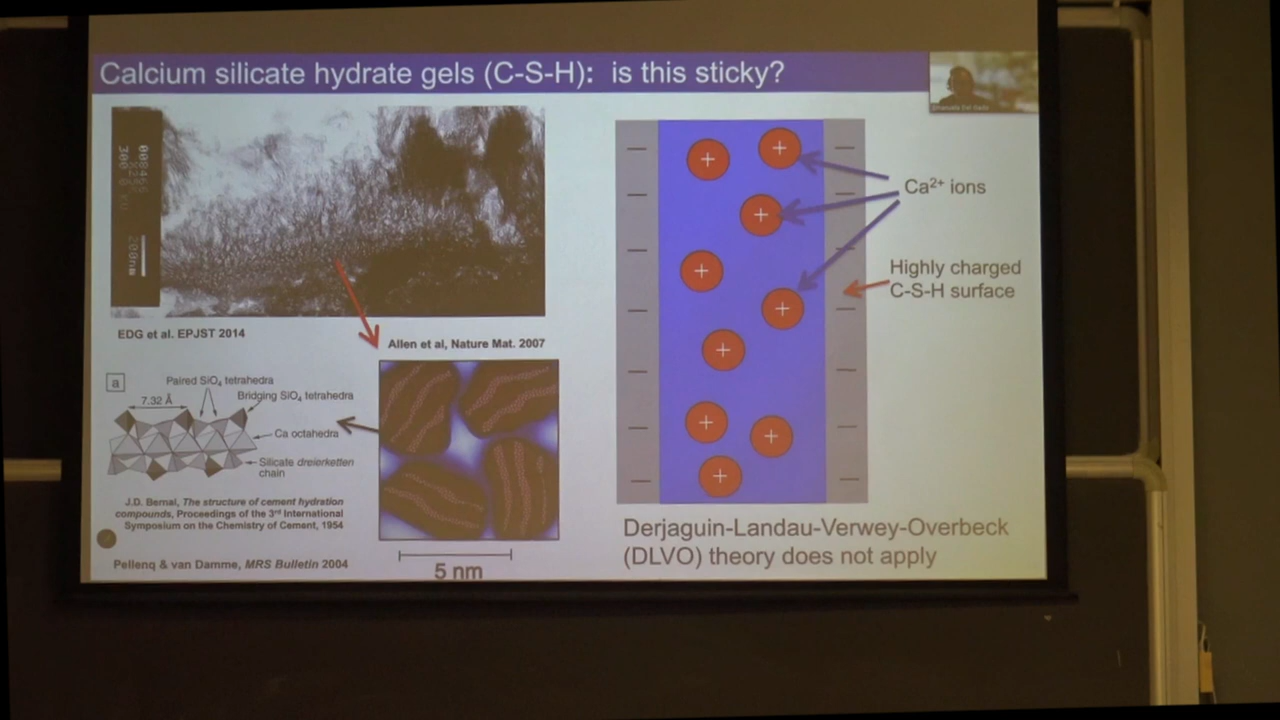 Calcium silicate hydrate gels (C-S-H): is this sticky?
200nm
EDG et al. EPJST 2014
Allen et al, Nature Mat. 2007
a
Paired SiO₄ tetrahedra
7.32 Å
Bridging SiO₄ tetrahedra
Ca octahedra
Silicate dreierketten
chain
J.D. Bernal, The structure of cement hydration
compounds, Proceedings of the 3rd International
Symposium on the Chemistry of Cement, 1954
Pellenq & van Damme, MRS Bulletin 2004
5 nm
Ca²⁺ ions
Highly charged
C-S-H surface
Derjaguin-Landau-Verwey-Overbeck
(DLVO) theory does not apply